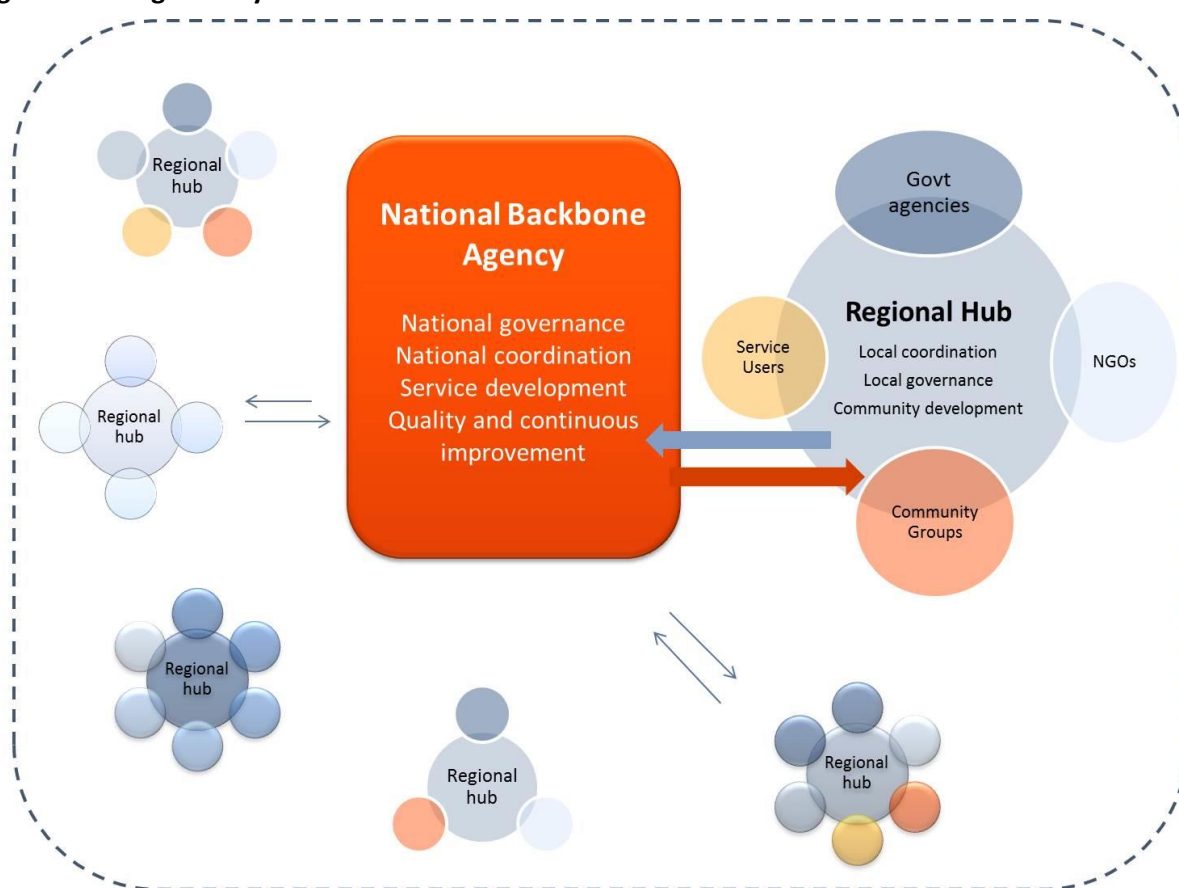 Regional
hub
National Backbone
Agency
National governance
National coordination
Service development
Quality and continuous
improvement
Govt
agencies
Service
Users
Regional Hub
Local coordination
Local governance
Community development
NGOs
Community
Groups
Regional
hub
Regional
hub
Regional
hub
Regional
hub